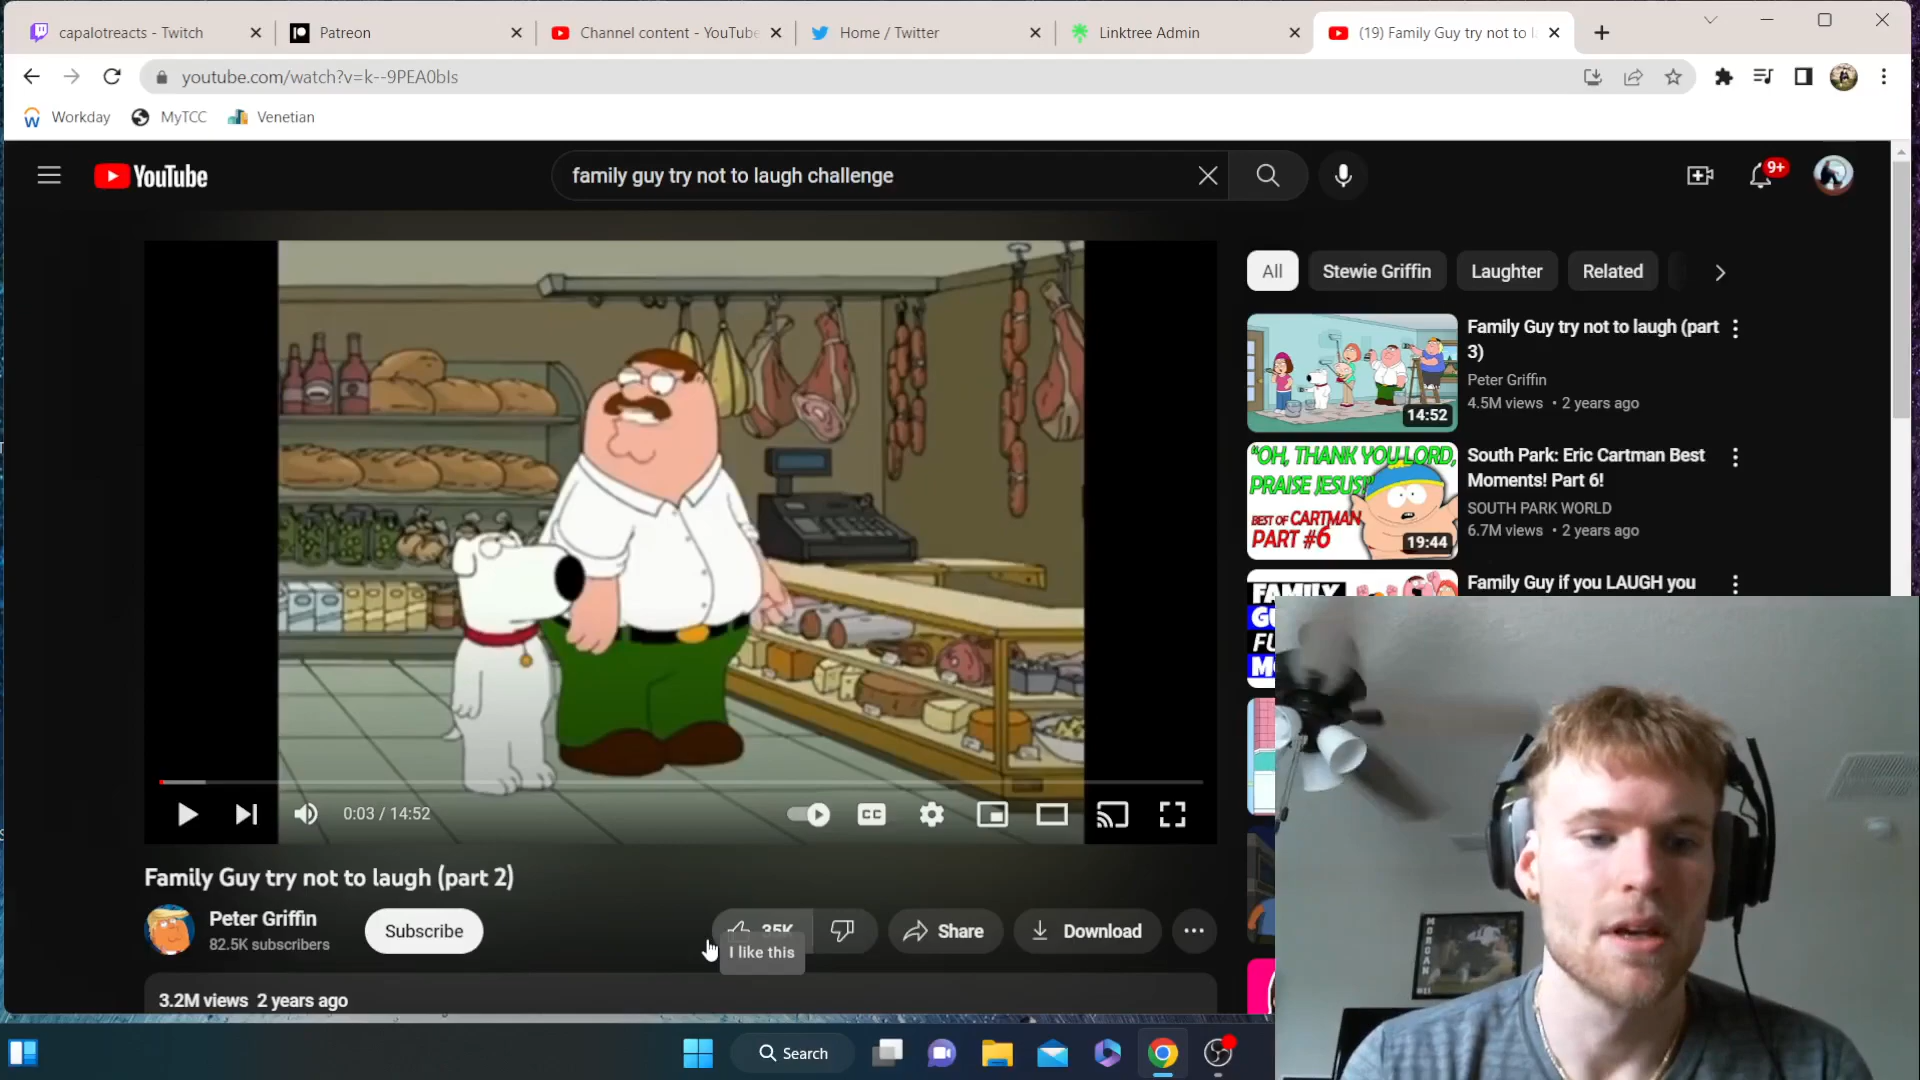 capalotreacts - Twitch
Patreon
Channel content - YouTube
Home / Twitter
Linktree Admin
(19) Family Guy try not to l
youtube.com/watch?v=k--9PEA0bIs
Workday
MyTCC
Venetian
YouTube
family guy try not to laugh challenge
9+
All
Stewie Griffin
Laughter
Related
Family Guy try not to laugh (part
3)
Peter Griffin
4.5M views • 2 years ago
14:52
"OH, THANK YOU LORD,
PRAISE JESUS!"
BEST OF CARTMAN
PART #6
19:44
South Park: Eric Cartman Best
Moments! Part 6!
SOUTH PARK WORLD
6.7M views • 2 years ago
FAMILY
Family Guy if you LAUGH you
0:03 / 14:52
CC
Family Guy try not to laugh (part 2)
Peter Griffin
82.5K subscribers
Subscribe
35K
I like this
Share
Download
3.2M views 2 years ago
MORGAN
Search